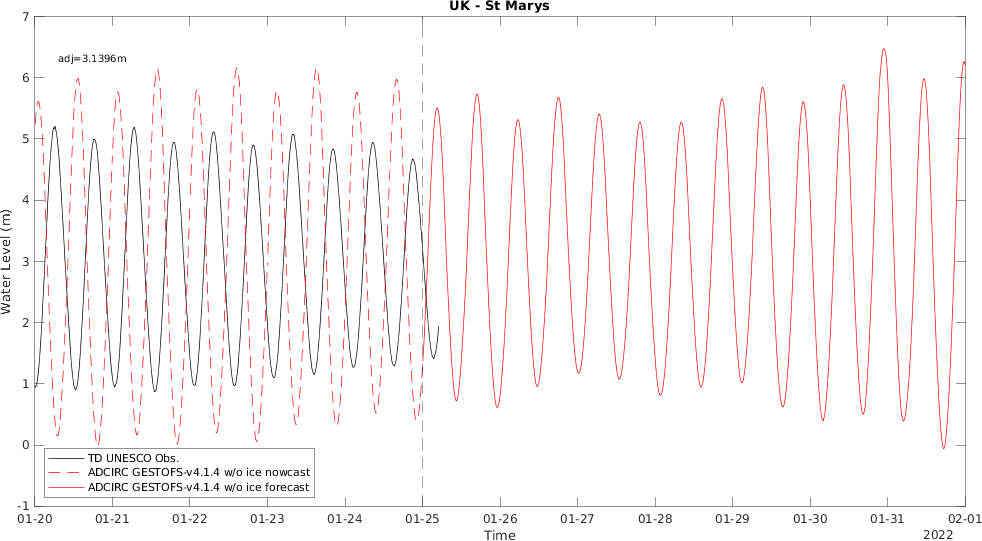 UK - St Marys
adj=3.1396m
Water Level (m)
7
6
5
4
3
2
1
0
-1
TD UNESCO Obs.
ADCIRC GESTOFS-v4.1.4 w/o ice nowcast
ADCIRC GESTOFS-v4.1.4 w/o ice forecast
01-20 01-21 01-22 01-23 01-24 01-25 01-26 01-27 01-28 01-29 01-30 01-31 02-01
Time
2022